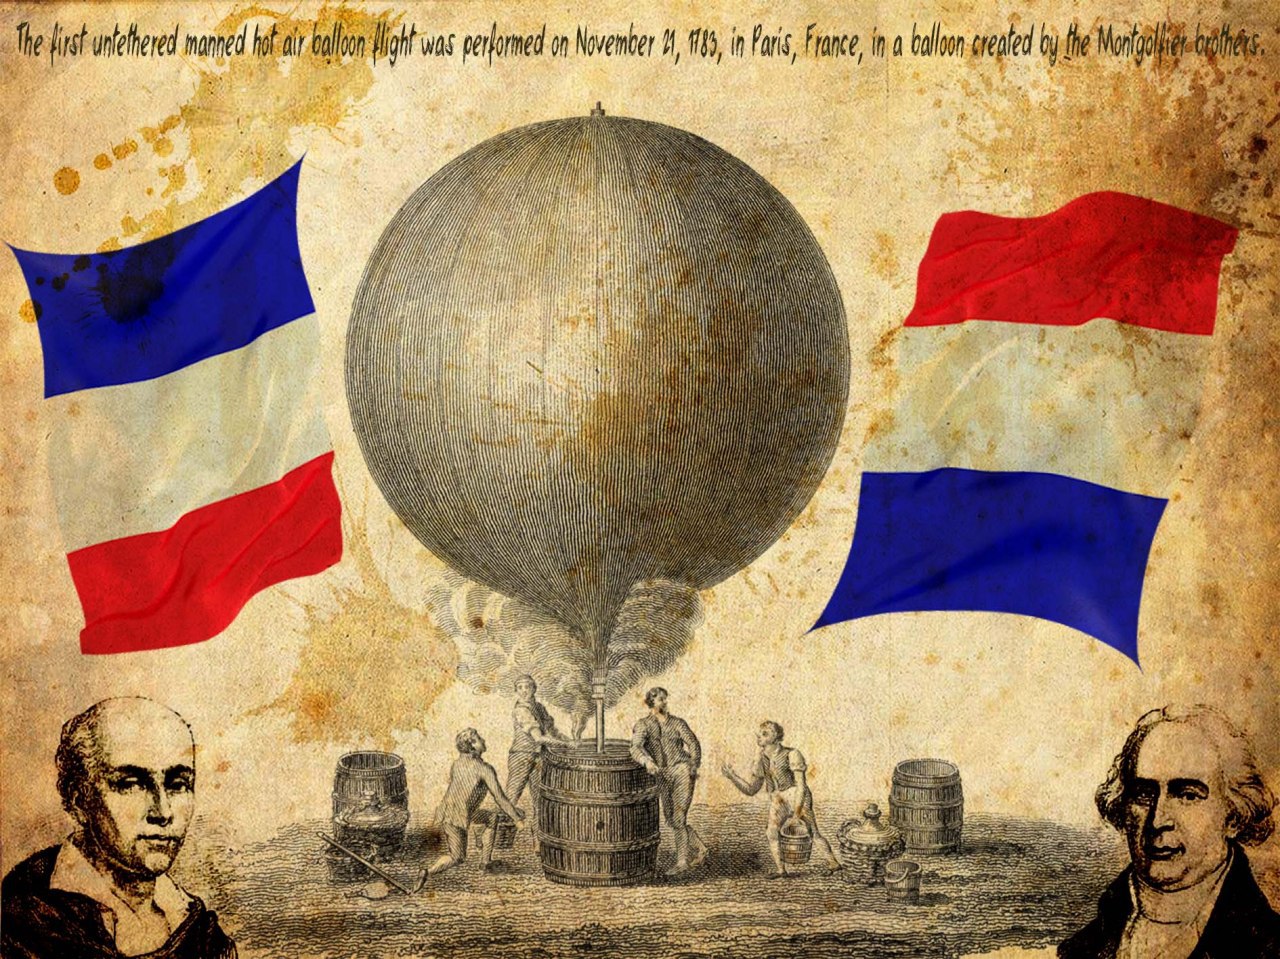 The first untethered manned hot air balloon flight was performed on November 21, 1783, in Paris, France, in a balloon created by the Montgolfier brothers.